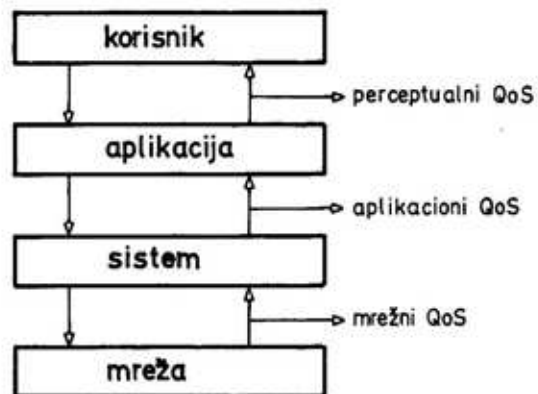 korisnik
perceptualni QoS
aplikacija
aplikacioni QoS
sistem
mrežni QoS
mreža